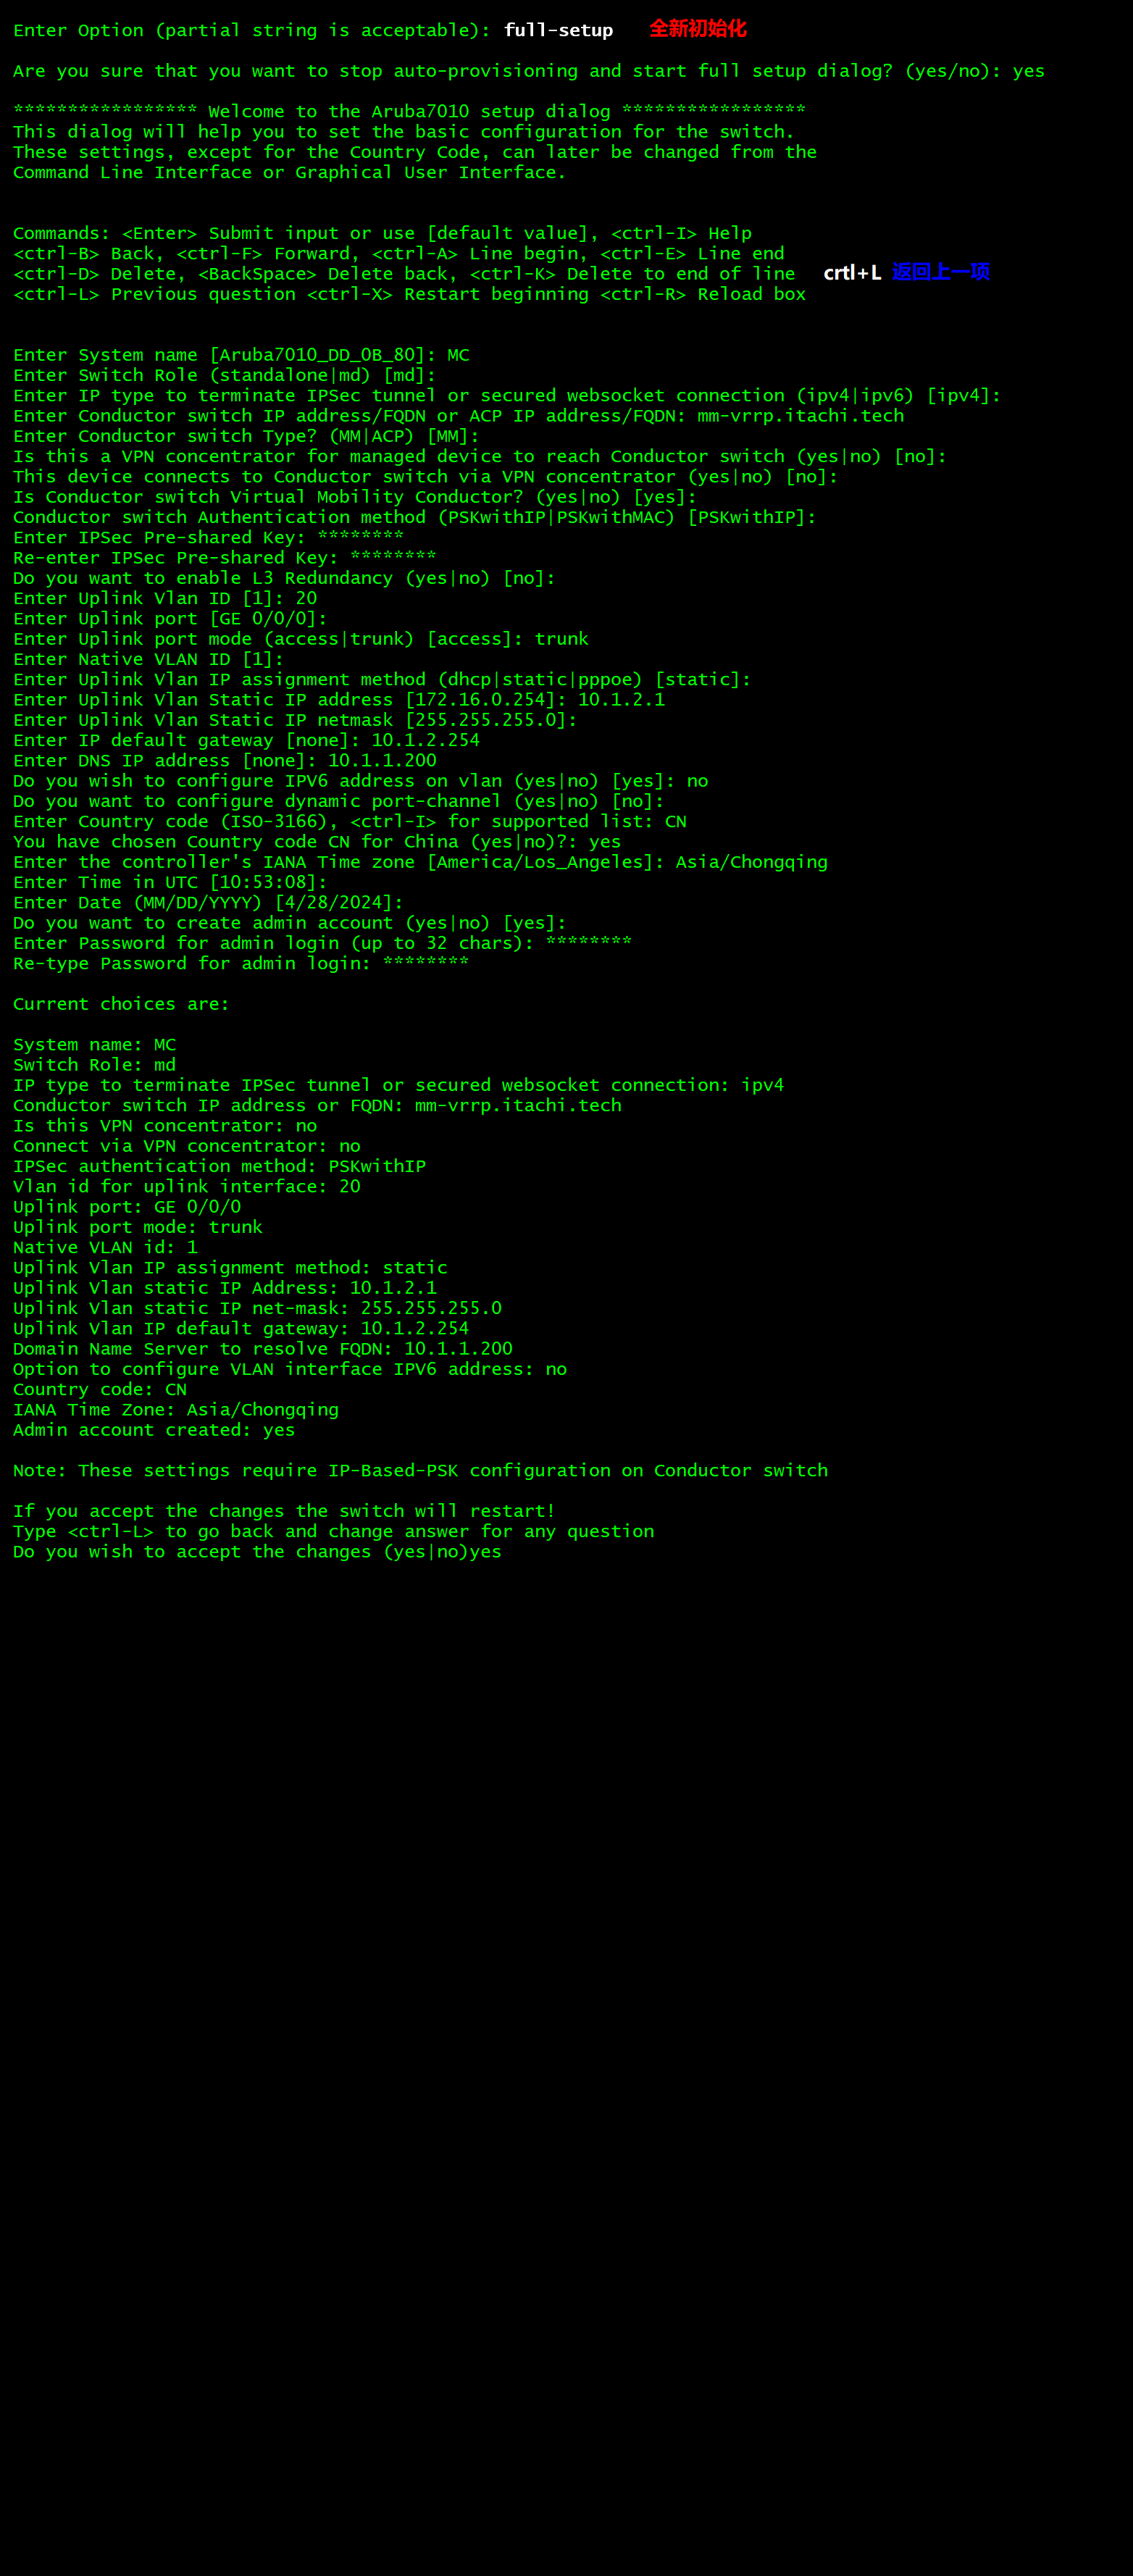 Enter Option (partial string is acceptable): full-setup 全新初始化
Are you sure that you want to stop auto-provisioning and start full setup dialog? (yes/no): yes
***************** Welcome to the Aruba7010 setup dialog *****************
This dialog will help you to set the basic configuration for the switch.
These settings, except for the Country Code, can later be changed from the
Command Line Interface or Graphical User Interface.
Commands: <Enter> Submit input or use [default value], <ctrl-I> Help
<ctrl-B> Back, <ctrl-F> Forward, <ctrl-A> Line begin, <ctrl-E> Line end
<ctrl-D> Delete, <BackSpace> Delete back, <ctrl-K> Delete to end of line crtl+L 返回上一项
<ctrl-L> Previous question <ctrl-X> Restart beginning <ctrl-R> Reload box
Enter System name [Aruba7010_DD_0B_80]: MC
Enter Switch Role (standalone|md) [md]:
Enter IP type to terminate IPSec tunnel or secured websocket connection (ipv4|ipv6) [ipv4]:
Enter Conductor switch IP address/FQDN or ACP IP address/FQDN: mm-vrrp.itachi.tech
Enter Conductor switch Type? (MM|ACP) [MM]:
Is this a VPN concentrator for managed device to reach Conductor switch (yes|no) [no]:
This device connects to Conductor switch via VPN concentrator (yes|no) [no]:
Is Conductor switch Virtual Mobility Conductor? (yes|no) [yes]:
Conductor switch Authentication method (PSKwithIP|PSKwithMAC) [PSKwithIP]:
Enter IPSec Pre-shared Key: ********
Re-enter IPSec Pre-shared Key: ********
Do you want to enable L3 Redundancy (yes|no) [no]:
Enter Uplink Vlan ID [1]: 20
Enter Uplink port [GE 0/0/0]:
Enter Uplink port mode (access|trunk) [access]: trunk
Enter Native VLAN ID [1]:
Enter Uplink Vlan IP assignment method (dhcp|static|pppoe) [static]:
Enter Uplink Vlan Static IP address [172.16.0.254]: 10.1.2.1
Enter Uplink Vlan Static IP netmask [255.255.255.0]:
Enter IP default gateway [none]: 10.1.2.254
Enter DNS IP address [none]: 10.1.1.200
Do you wish to configure IPV6 address on vlan (yes|no) [yes]: no
Do you want to configure dynamic port-channel (yes|no) [no]:
Enter Country code (ISO-3166), <ctrl-I> for supported list: CN
You have chosen Country code CN for China (yes|no)?: yes
Enter the controller's IANA Time zone [America/Los_Angeles]: Asia/Chongqing
Enter Time in UTC [10:53:08]:
Enter Date (MM/DD/YYYY) [4/28/2024]:
Do you want to create admin account (yes|no) [yes]:
Enter Password for admin login (up to 32 chars): ********
Re-type Password for admin login: ********
Current choices are:
System name: MC
Switch Role: md
IP type to terminate IPSec tunnel or secured websocket connection: ipv4
Conductor switch IP address or FQDN: mm-vrrp.itachi.tech
Is this VPN concentrator: no
Connect via VPN concentrator: no
IPSec authentication method: PSKwithIP
Vlan id for uplink interface: 20
Uplink port: GE 0/0/0
Uplink port mode: trunk
Native VLAN id: 1
Uplink Vlan IP assignment method: static
Uplink Vlan static IP Address: 10.1.2.1
Uplink Vlan static IP net-mask: 255.255.255.0
Uplink Vlan IP default gateway: 10.1.2.254
Domain Name Server to resolve FQDN: 10.1.1.200
Option to configure VLAN interface IPV6 address: no
Country code: CN
IANA Time Zone: Asia/Chongqing
Admin account created: yes
Note: These settings require IP-Based-PSK configuration on Conductor switch
If you accept the changes the switch will restart!
Type <ctrl-L> to go back and change answer for any question
Do you wish to accept the changes (yes|no)yes